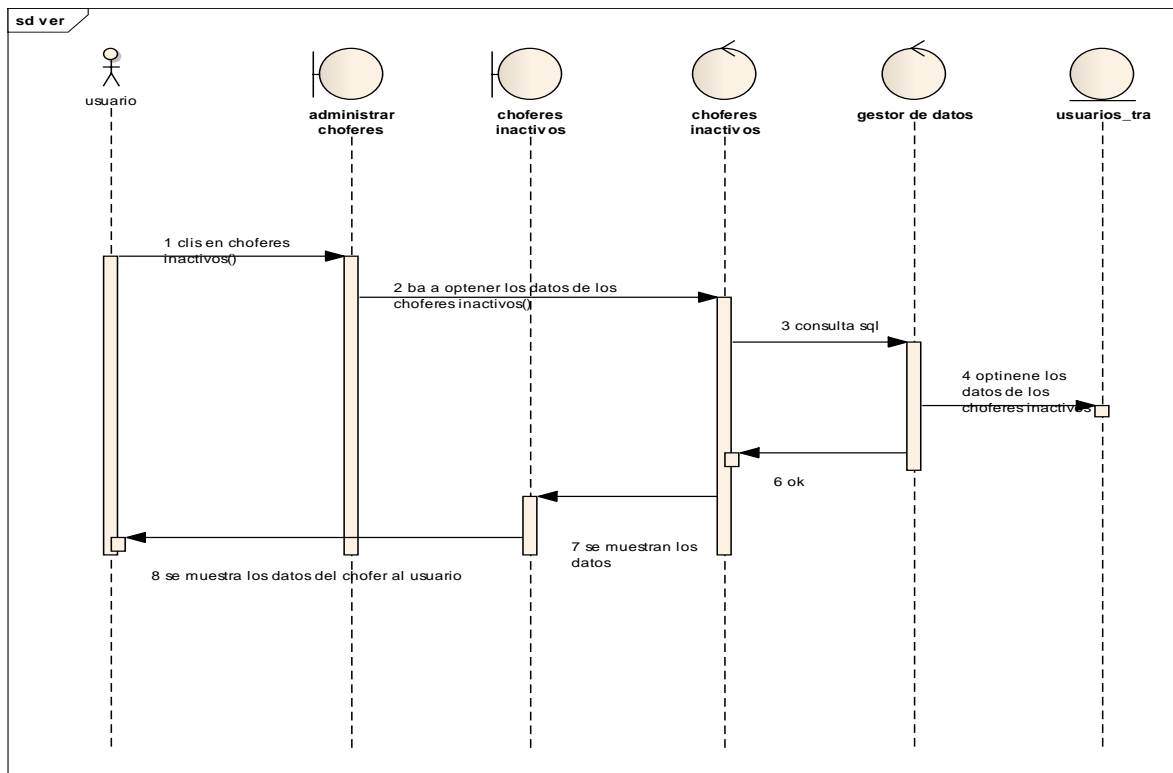 sd ver
usuario
administrar
choferes
choferes
inactivos
choferes
inactivos
gestor de datos
usuarios_tra
1 clis en choferes
inactivos()
2 ba a optener los datos de los
choferes inactivos()
3 consulta sql
4 optinene los
datos de los
choferes inactivos
6 ok
7 se muestran los
datos
8 se muestra los datos del chofer al usuario